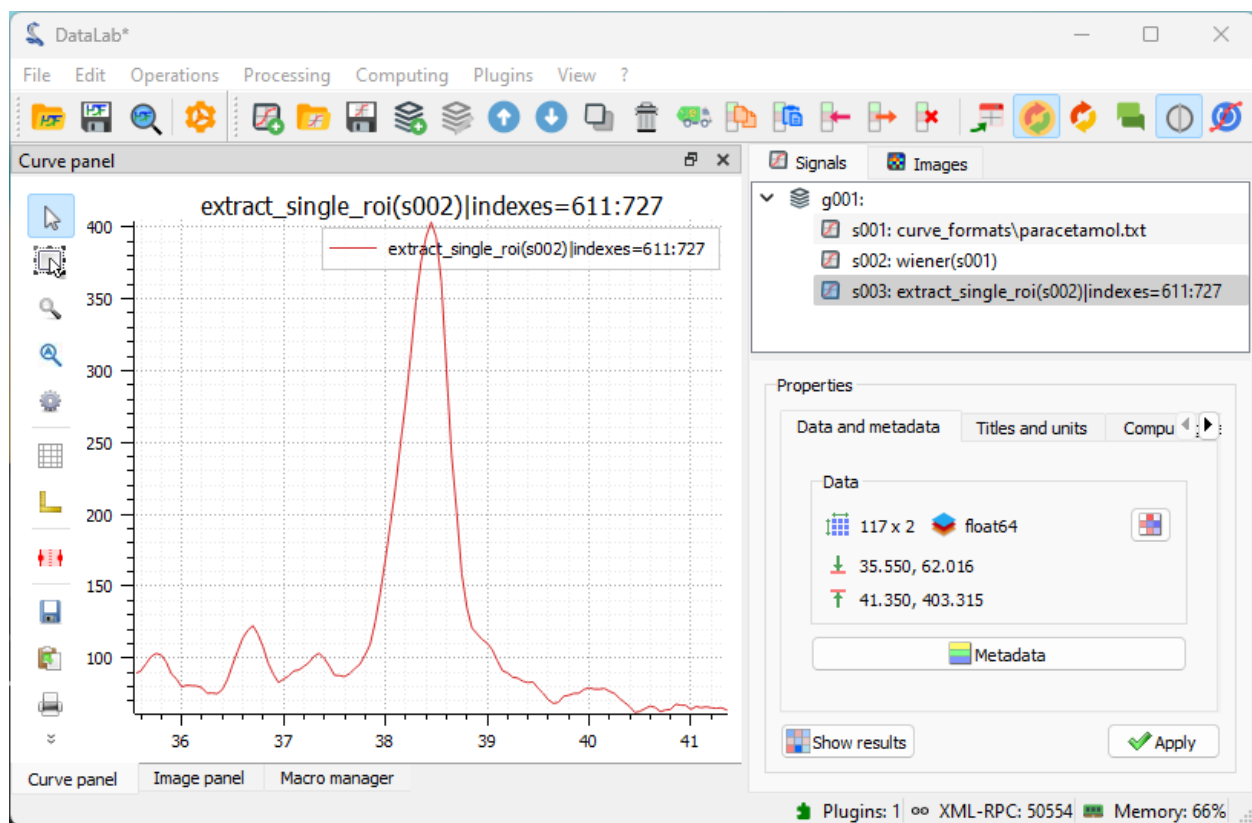 DataLab*
File Edit Operations Processing Computing Plugins View ?
Curve panel
extract_single_roi(s002)|indexes=611:727
extract_single_roi(s002)|indexes=611:727
400
350
300
250
200
150
100
36 37 38 39 40 41
Curve panel Image panel Macro manager
Signals Images
g001:
s001: curve_formats\paracetamol.txt
s002: wiener(s001)
s003: extract_single_roi(s002)|indexes=611:727
Properties
Data and metadata Titles and units Compu
Data
117 x 2 float64
35.550, 62.016
41.350, 403.315
Metadata
Show results Apply
Plugins: 1 XML-RPC: 50554 Memory: 66%